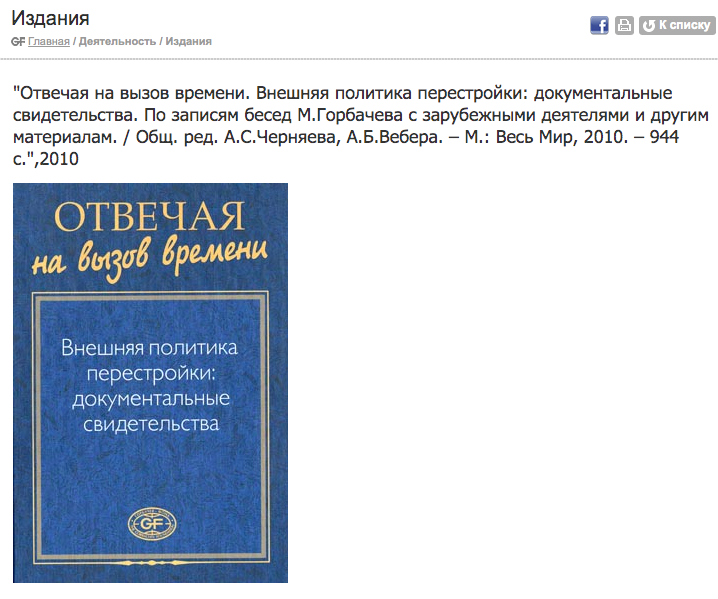 Издания
GF Главная / Деятельность / Издания
К списку
"Отвечая на вызов времени. Внешняя политика перестройки: документальные
свидетельства. По записям бесед М.Горбачева с зарубежными деятелями и другим
материалам. / Общ. ред. А.С.Черняева, А.Б.Вебера. – М.: Весь Мир, 2010. – 944
с.",2010
ОТВЕЧАЯ
на вызов времени
Внешняя политика
перестройки:
документальные
свидетельства
GF